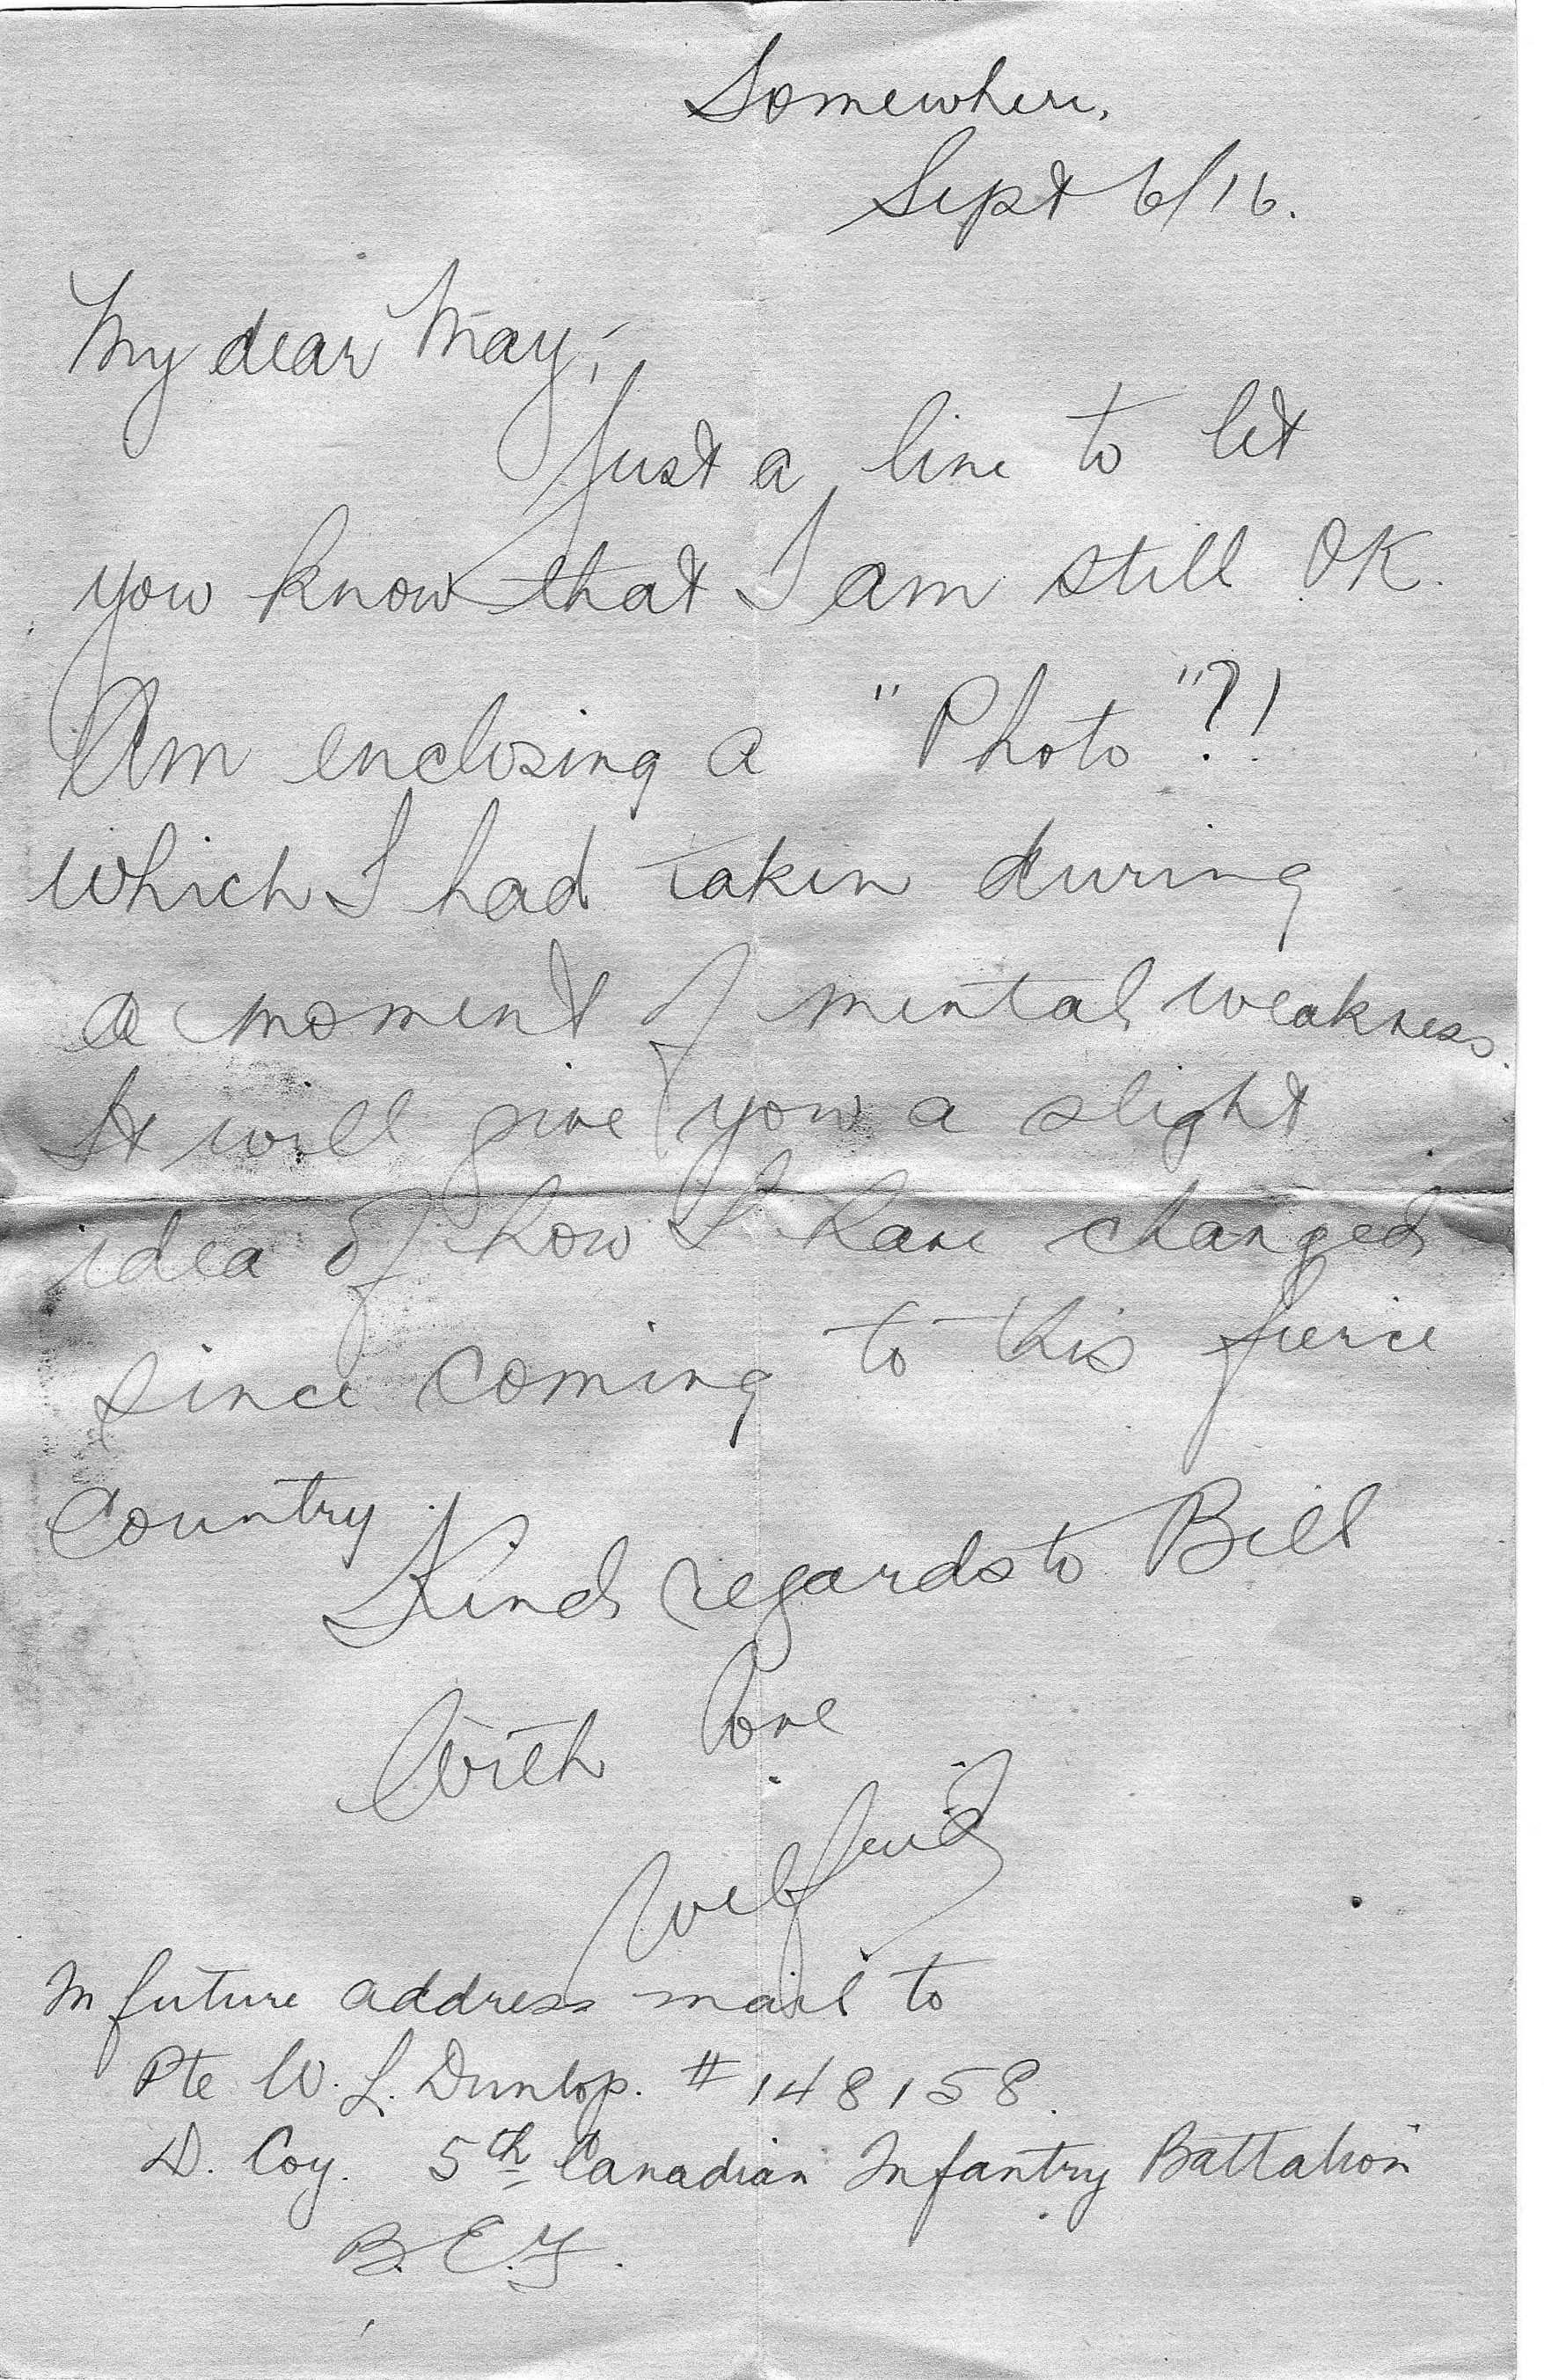 Somewhere,
Sept 6/16.
My dear May,
Just a line to let
you know that I am still OK.
Am enclosing a "Photo"?!
which I had taken during
a moment of mental weakness.
It will give you a slight
idea of how I have changed
since coming to this fierce
Country.
Kind regards to Bill
With Love
Wilfrid
In future address mail to
Pte W. L. Dunlop. # 148158.
D. Coy. 5th Canadian Infantry Battalion
B.E.F.